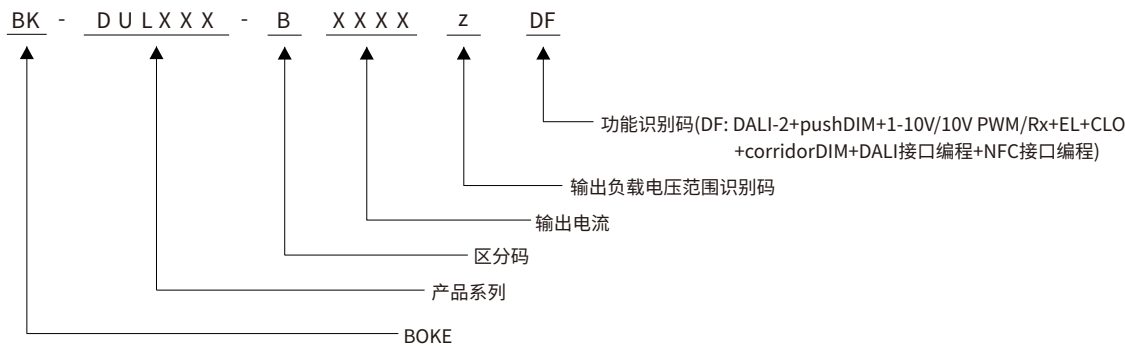 BK - DULXXX - B XXXX z DF
功能识别码(DF: DALI-2+pushDIM+1-10V/10V PWM/Rx+EL+CLO
+corridorDIM+DALI接口编程+NFC接口编程)
输出负载电压范围识别码
输出电流
区分码
产品系列
BOKE